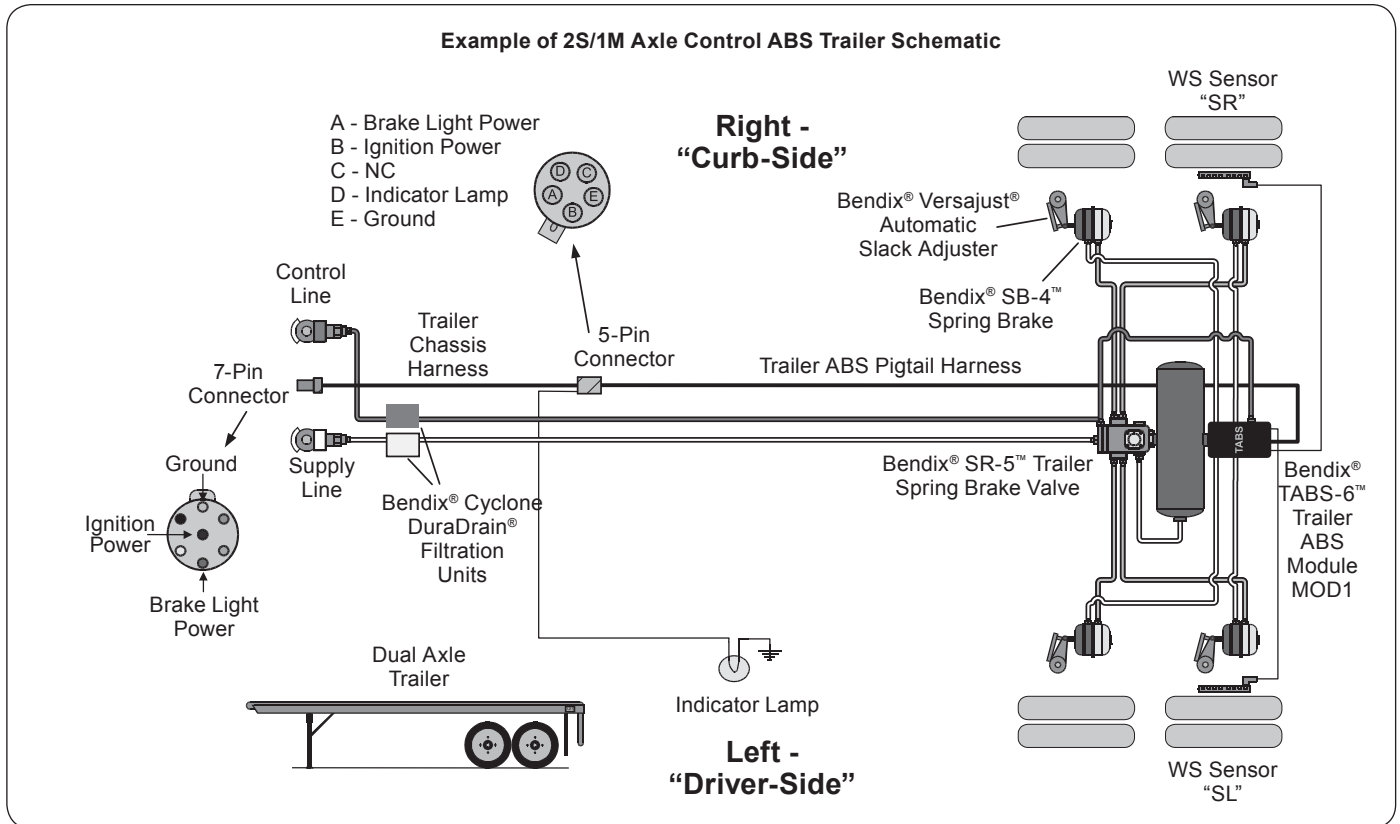 Example of 2S/1M Axle Control ABS Trailer Schematic
WS Sensor
“SR”
A - Brake Light Power
B - Ignition Power
C - NC
D - Indicator Lamp
E - Ground
D
C
A
E
B
Right -
“Curb-Side”
Bendix® Versajust®
Automatic
Slack Adjuster
Bendix® SB-4™
Spring Brake
Control
Line
Trailer
Chassis
Harness
5-Pin
Connector
Trailer ABS Pigtail Harness
7-Pin
Connector
Supply
Line
Ground
Ignition
Power
Brake Light
Power
Bendix® Cyclone
DuraDrain®
Filtration
Units
Bendix® SR-5™ Trailer
Spring Brake Valve
TABS
Bendix®
TABS-6™
Trailer
ABS
Module
MOD1
Dual Axle
Trailer
Indicator Lamp
Left -
“Driver-Side”
WS Sensor
“SL”